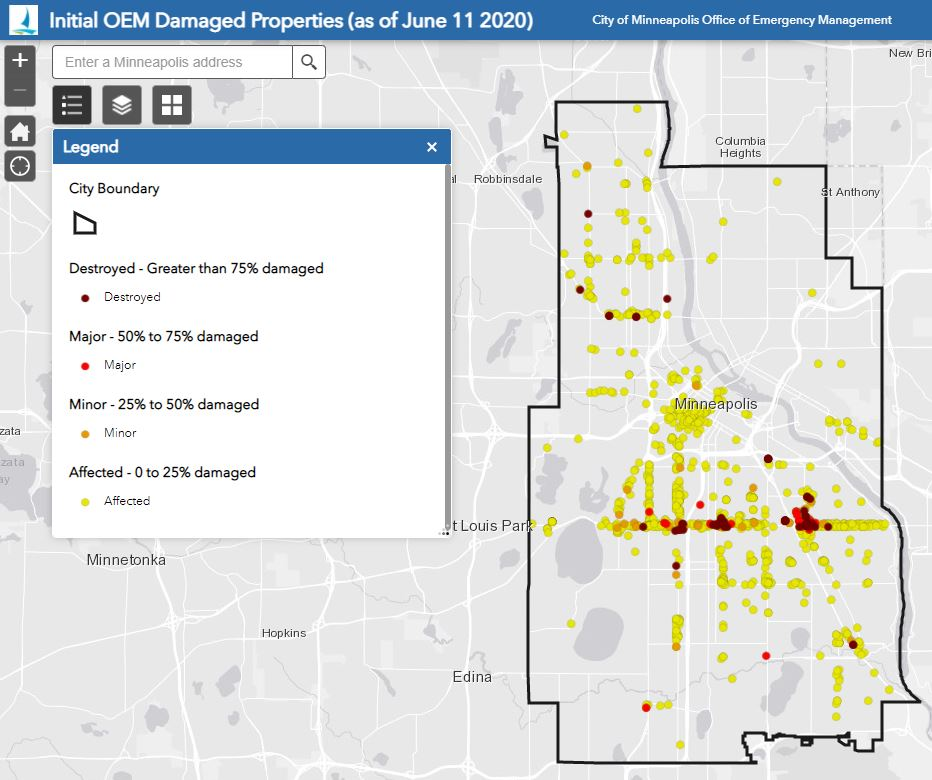 Initial OEM Damaged Properties (as of June 11 2020)
City of Minneapolis Office of Emergency Management
+
Enter a Minneapolis address
−
Legend
×
City Boundary
Destroyed - Greater than 75% damaged
Destroyed
Major - 50% to 75% damaged
Major
Minor - 25% to 50% damaged
Minor
Affected - 0 to 25% damaged
Affected
New Bri
Columbia
Heights
al
Robbinsdale
St Anthony
Minneapolis
zata
zata
ay
t Louis Park
Minnetonka
Hopkins
Edina